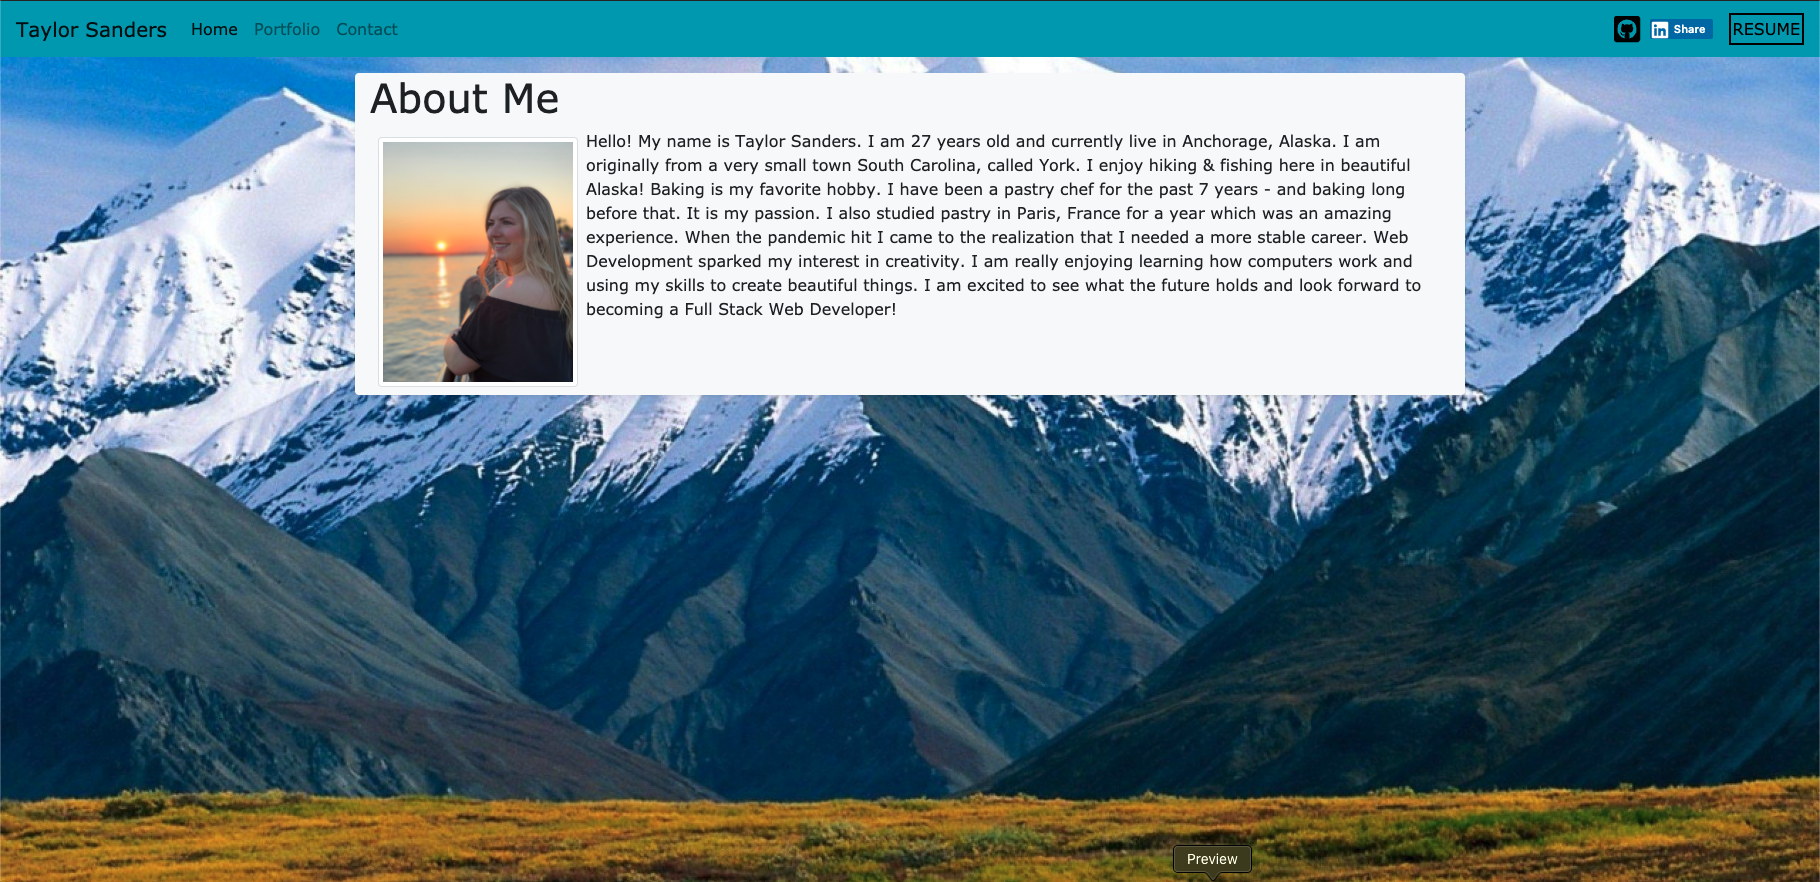 Taylor Sanders Home Portfolio Contact in Share RESUME
About Me
Hello! My name is Taylor Sanders. I am 27 years old and currently live in Anchorage, Alaska. I am
originally from a very small town South Carolina, called York. I enjoy hiking & fishing here in beautiful
Alaska! Baking is my favorite hobby. I have been a pastry chef for the past 7 years - and baking long
before that. It is my passion. I also studied pastry in Paris, France for a year which was an amazing
experience. When the pandemic hit I came to the realization that I needed a more stable career. Web
Development sparked my interest in creativity. I am really enjoying learning how computers work and
using my skills to create beautiful things. I am excited to see what the future holds and look forward to
becoming a Full Stack Web Developer!
Preview